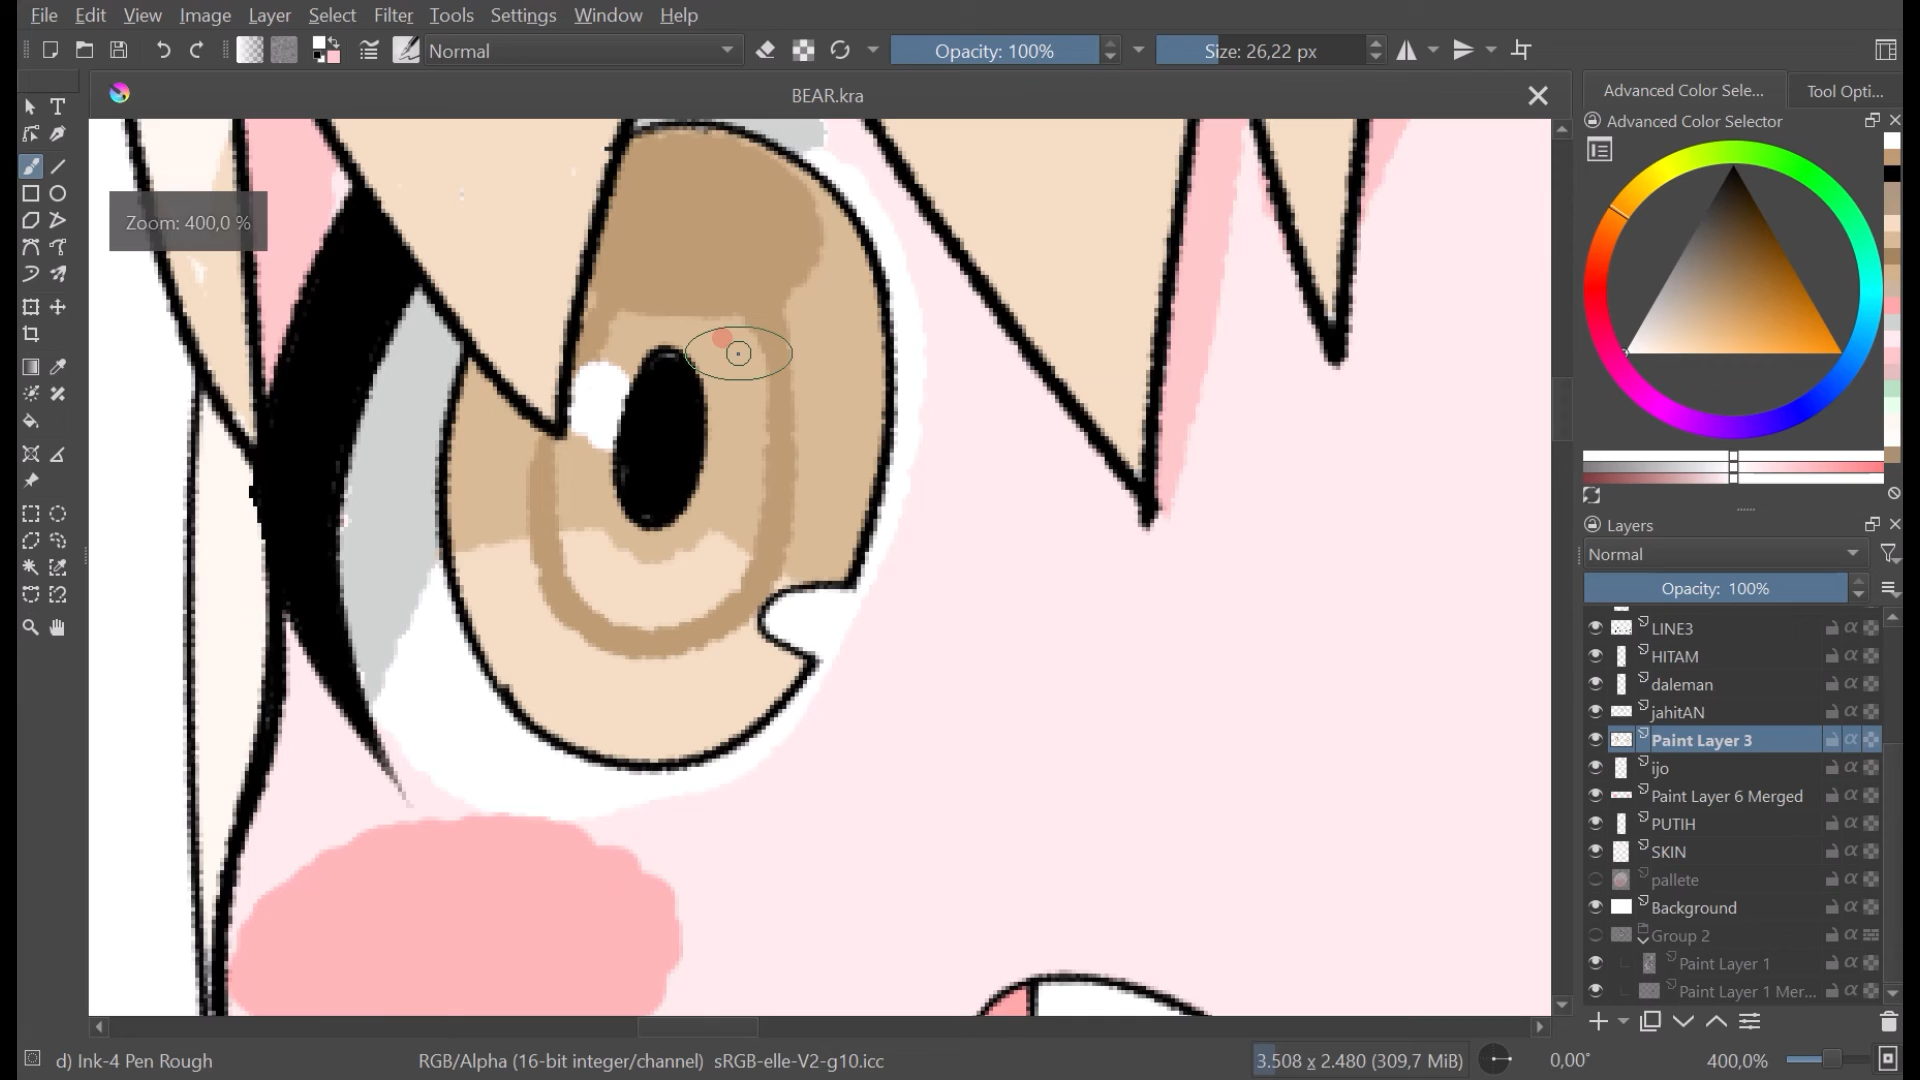 File Edit View Image Layer Select Filter Tools Settings Window Help
Normal
Opacity: 100%
Size: 26,22 px
BEAR.kra
Advanced Color Sele...
Tool Opti...
Advanced Color Selector
Zoom: 400,0 %
Layers
Normal
Opacity: 100%
LINE3
HITAM
daleman
jahitAN
Paint Layer 3
ijo
Paint Layer 6 Merged
PUTIH
SKIN
pallete
Background
Group 2
Paint Layer 1
Paint Layer 1 Mer...
d) Ink-4 Pen Rough
RGB/Alpha (16-bit integer/channel) sRGB-elle-V2-g10.icc
3.508 x 2.480 (309,7 MiB)
0,00°
400,0%